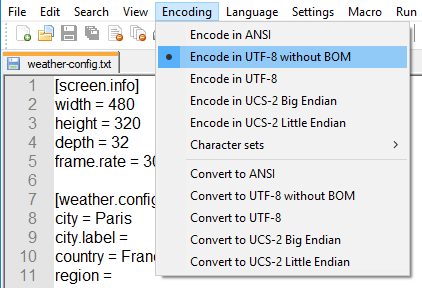 File Edit Search View Encoding Language Settings Macro Run
weather-config.txt
Encode in ANSI
Encode in UTF-8 without BOM
Encode in UTF-8
Encode in UCS-2 Big Endian
Encode in UCS-2 Little Endian
Character sets
Convert to ANSI
Convert to UTF-8 without BOM
Convert to UTF-8
Convert to UCS-2 Big Endian
Convert to UCS-2 Little Endian
1 [screen.info]
2 width = 480
3 height = 320
4 depth = 32
5 frame.rate = 30
6
7 [weather.config
8 city = Paris
9 city.label =
10 country = Franc
11 region =